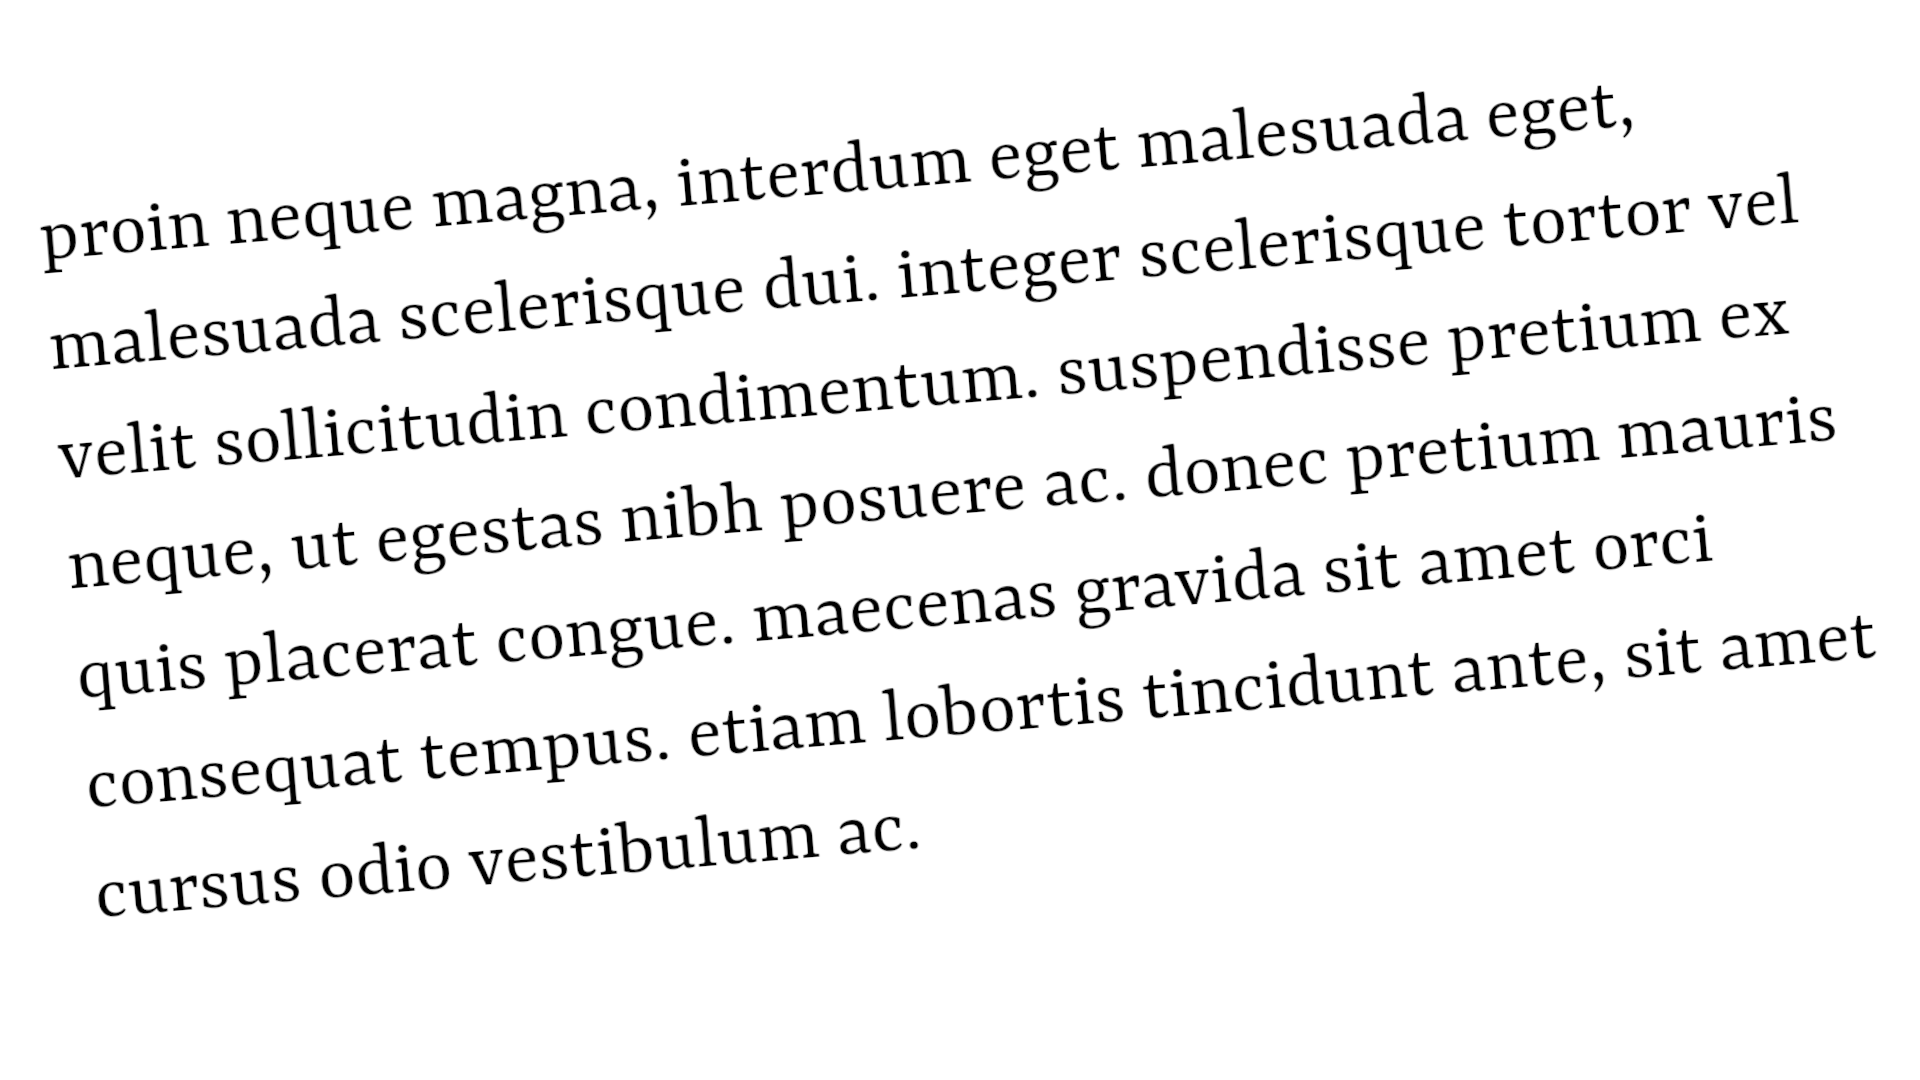 proin neque magna, interdum eget malesuada eget,
malesuada scelerisque dui. integer scelerisque tortor vel
velit sollicitudin condimentum. suspendisse pretium ex
neque, ut egestas nibh posuere ac. donec pretium mauris
quis placerat congue. maecenas gravida sit amet orci
consequat tempus. etiam lobortis tincidunt ante, sit amet
cursus odio vestibulum ac.